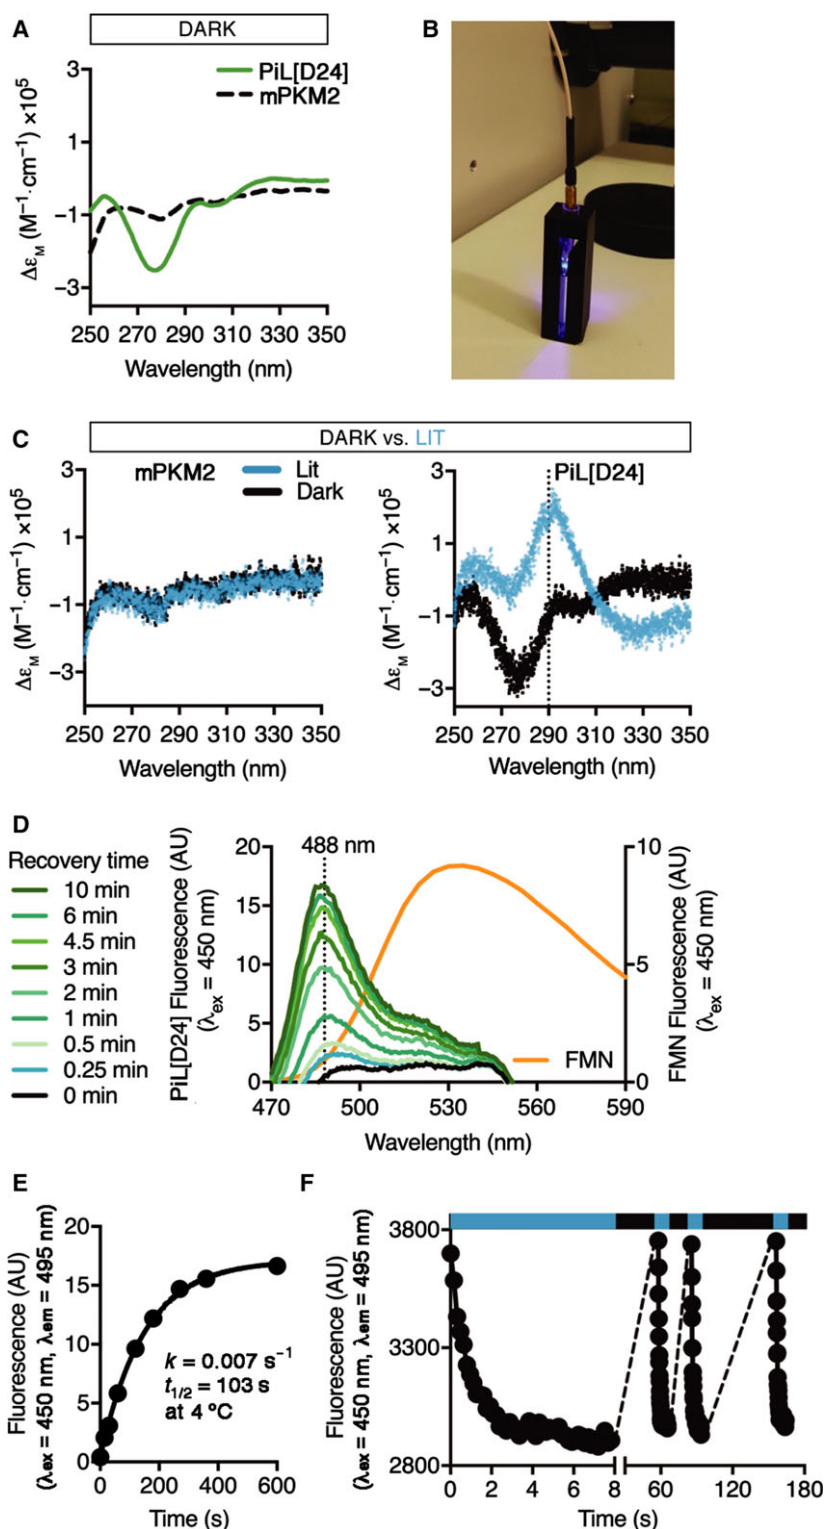 A
DARK
PiL[D24]
mPKM2
3
1
−1
−3
Δε_M (M⁻¹·cm⁻¹) ×10⁵
250 270 290 310 330 350
Wavelength (nm)
B
C
DARK vs. LIT
mPKM2
Lit
Dark
3
1
−1
−3
Δε_M (M⁻¹·cm⁻¹) ×10⁵
250 270 290 310 330 350
Wavelength (nm)
PiL[D24]
3
1
−1
−3
Δε_M (M⁻¹·cm⁻¹) ×10⁵
250 270 290 310 330 350
Wavelength (nm)
D
Recovery time
10 min
6 min
4.5 min
3 min
2 min
1 min
0.5 min
0.25 min
0 min
488 nm
PiL[D24] Fluorescence (AU)
(λex = 450 nm)
20
15
10
5
0
FMN
10
5
0
FMN Fluorescence (AU)
(λex = 450 nm)
470 500 530 560 590
Wavelength (nm)
E
Fluorescence (AU)
(λex = 450 nm, λem = 495 nm)
20
15
10
5
0
k = 0.007 s⁻¹
t1/2 = 103 s
at 4 ºC
0 200 400 600
Time (s)
F
Fluorescence (AU)
(λex = 450 nm, λem = 495 nm)
3800
3300
2800
0 2 4 6 8 60 120 180
Time (s)